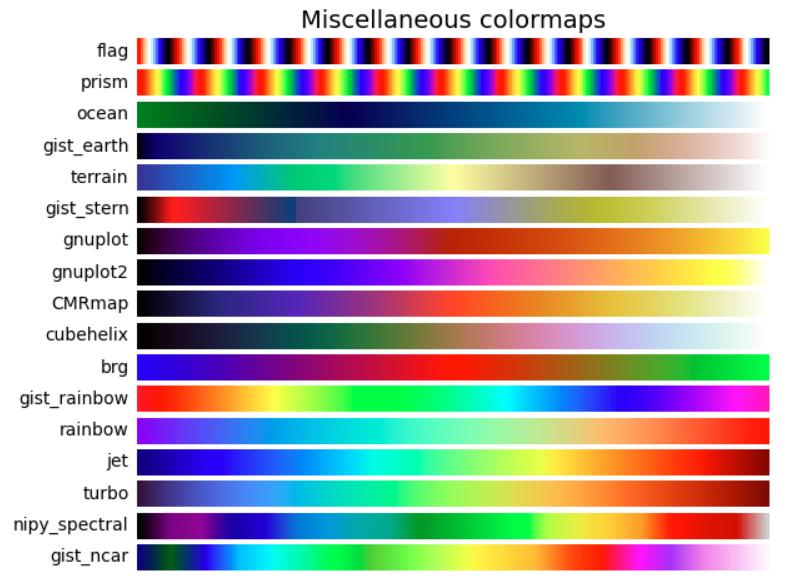 Miscellaneous colormaps
flag
prism
ocean
gist_earth
terrain
gist_stern
gnuplot
gnuplot2
CMRmap
cubehelix
brg
gist_rainbow
rainbow
jet
turbo
nipy_spectral
gist_ncar